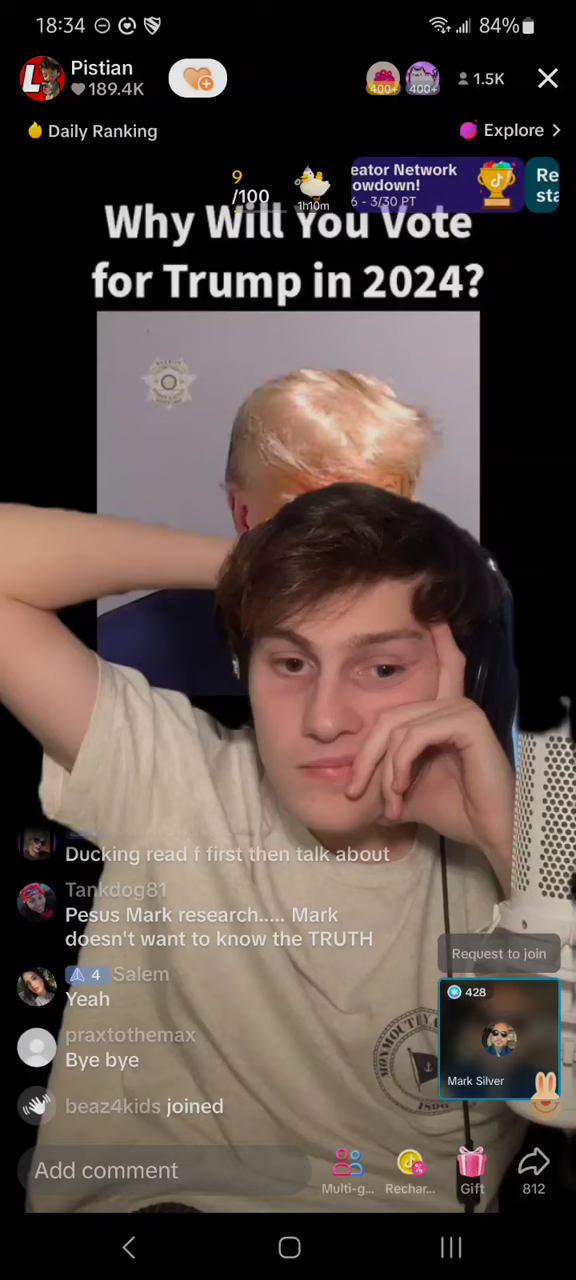 18:34
84%
Pistian
189.4K
400+
400+
1.5K
Daily Ranking
Explore
9
/100
1h10m
eator Network
owdown!
6 - 3/30 PT
Re
sta
Why Will You Vote
for Trump in 2024?
Ducking read f first then talk about
Tankdog81
Pesus Mark research..... Mark
doesn't want to know the TRUTH
4 Salem
Yeah
praxtothemax
Bye bye
beaz4kids joined
Request to join
428
Mark Silver
Add comment
Multi-g...
Rechar...
Gift
812